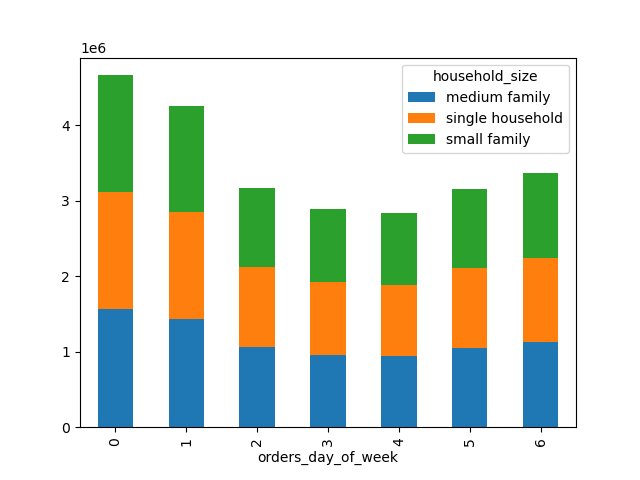 1e6
household_size
medium family
single household
small family
4
3
2
1
0
0 1 2 3 4 5 6
orders_day_of_week